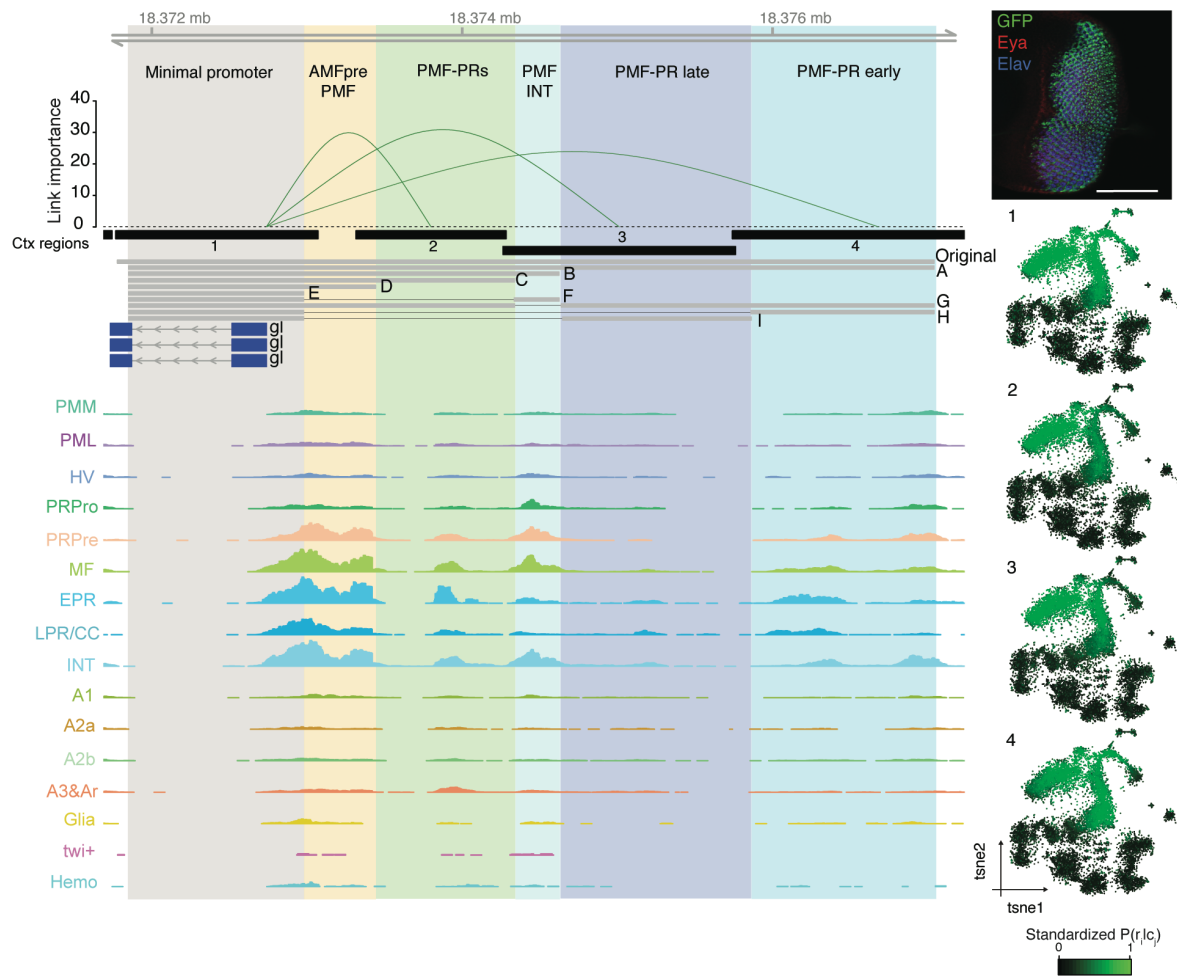 18.372 mb
18.374 mb
18.376 mb
Minimal promoter
AMFpre
PMF
PMF-PRs
PMF
INT
PMF-PR late
PMF-PR early
Link importance
40
30
20
10
0
Ctx regions
1
2
3
4
Original
A
B
C
D
E
F
G
H
I
gl
gl
gl
PMM
PML
HV
PRPro
PRPre
MF
EPR
LPR/CC
INT
A1
A2a
A2b
A3&Ar
Glia
twi+
Hemo
GFP
Eya
Elav
1
2
3
4
tsne2
tsne1
Standardized P(r_i|c_j)
0
1